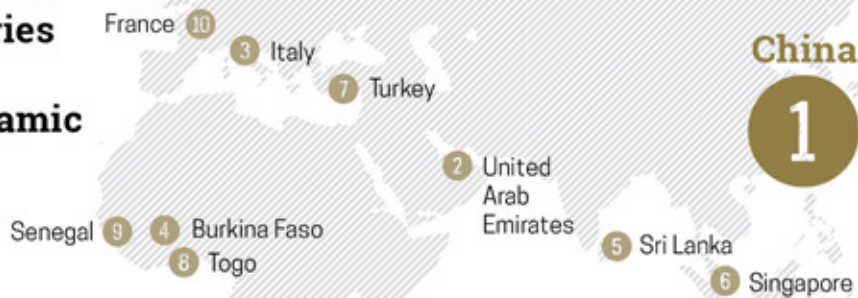 ries
amic
France 10
3 Italy
7 Turkey
China
1
2 United
Arab
Emirates
Senegal 9
4 Burkina Faso
8 Togo
5 Sri Lanka
6 Singapore